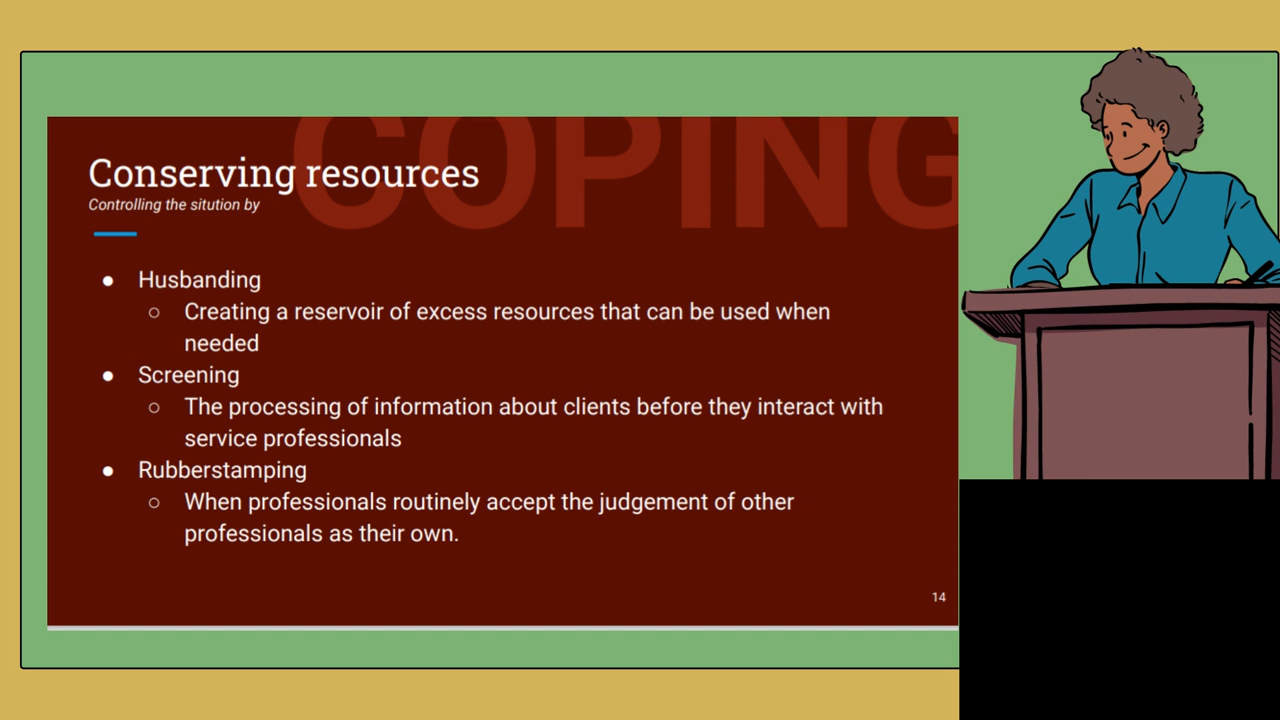 COPING
Conserving resources
Controlling the sitution by
● Husbanding
○ Creating a reservoir of excess resources that can be used when
needed
● Screening
○ The processing of information about clients before they interact with
service professionals
● Rubberstamping
○ When professionals routinely accept the judgement of other
professionals as their own.
14